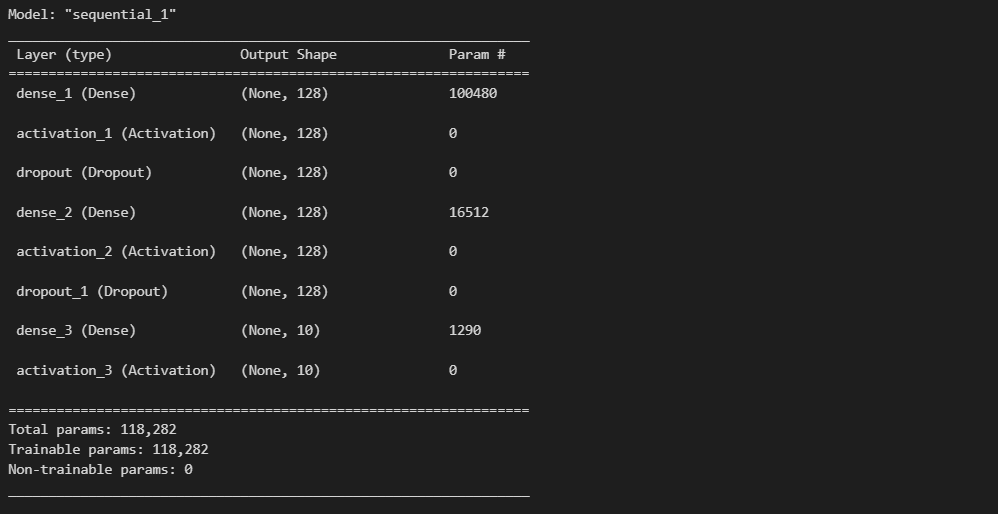 Model: "sequential_1"
Layer (type) Output Shape Param #
dense_1 (Dense) (None, 128) 100480
activation_1 (Activation) (None, 128) 0
dropout (Dropout) (None, 128) 0
dense_2 (Dense) (None, 128) 16512
activation_2 (Activation) (None, 128) 0
dropout_1 (Dropout) (None, 128) 0
dense_3 (Dense) (None, 10) 1290
activation_3 (Activation) (None, 10) 0
Total params: 118,282
Trainable params: 118,282
Non-trainable params: 0